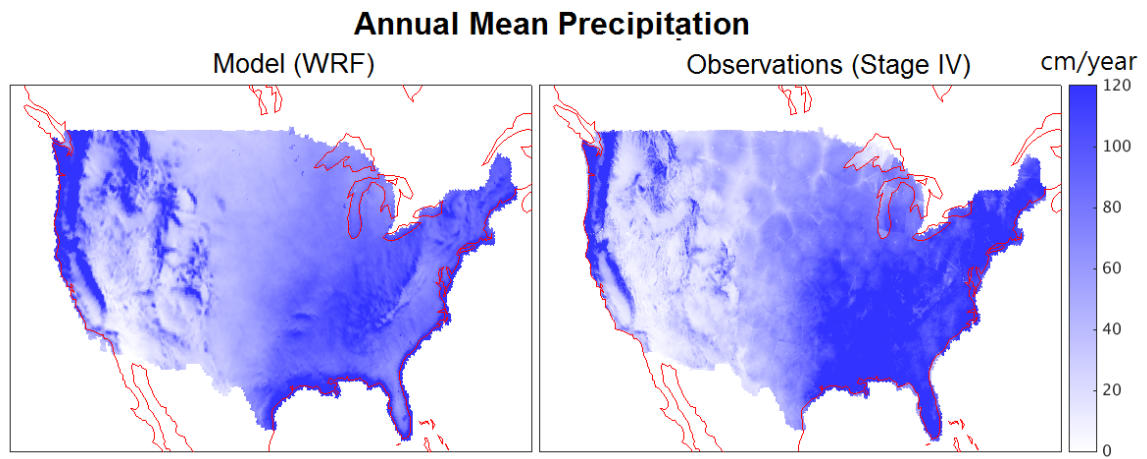 Annual Mean Precipitation
Model (WRF)
Observations (Stage IV)
cm/year
120
100
80
60
40
20
0